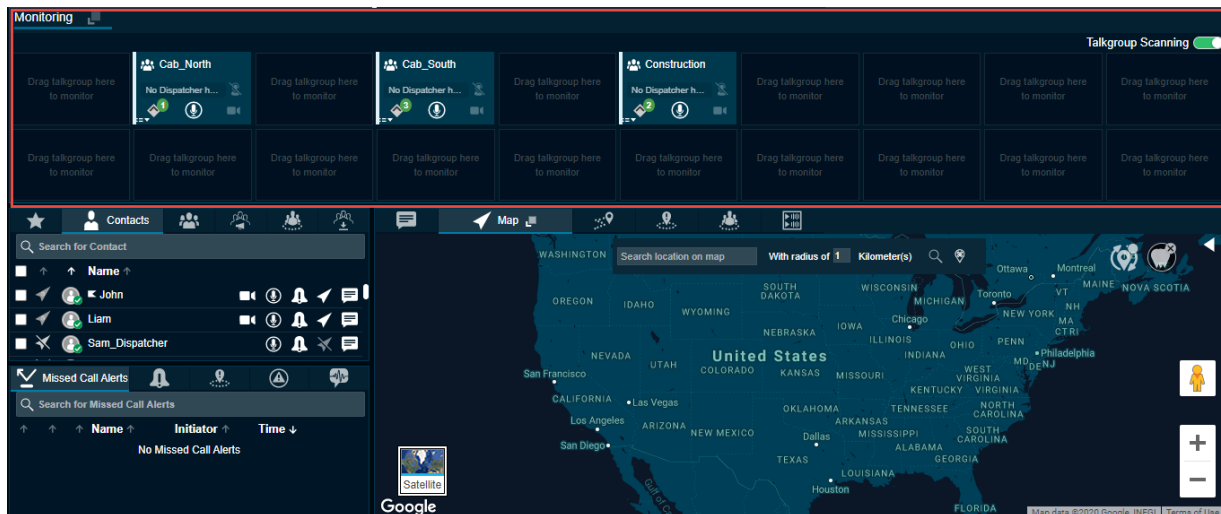 Monitoring
Talkgroup Scanning
Drag talkgroup here
to monitor
Cab_North
No Dispatcher h...
1
Drag talkgroup here
to monitor
Cab_South
No Dispatcher h...
3
Drag talkgroup here
to monitor
Construction
No Dispatcher h...
2
Drag talkgroup here
to monitor
Drag talkgroup here
to monitor
Drag talkgroup here
to monitor
Drag talkgroup here
to monitor
Drag talkgroup here
to monitor
Drag talkgroup here
to monitor
Drag talkgroup here
to monitor
Drag talkgroup here
to monitor
Drag talkgroup here
to monitor
Drag talkgroup here
to monitor
Drag talkgroup here
to monitor
Drag talkgroup here
to monitor
Drag talkgroup here
to monitor
Drag talkgroup here
to monitor
Contacts
Search for Contact
Name
John
Liam
Sam_Dispatcher
Missed Call Alerts
Search for Missed Call Alerts
Name Initiator Time
No Missed Call Alerts
Map
Search location on map With radius of 1 Kilometer(s)
WASHINGTON
Ottawa
Montreal
MAINE
NOVA SCOTIA
OREGON
IDAHO
WYOMING
SOUTH
DAKOTA
WISCONSIN
MICHIGAN
Toronto
VT
NH
NEW YORK
MA
CT RI
Chicago
NEBRASKA
IOWA
ILLINOIS
INDIANA
OHIO
PENN
Philadelphia
MD
DE
NJ
NEVADA
UTAH
COLORADO
United States
KANSAS
MISSOURI
WEST
VIRGINIA
KENTUCKY
VIRGINIA
San Francisco
CALIFORNIA
Las Vegas
OKLAHOMA
TENNESSEE
NORTH
CAROLINA
Los Angeles
ARIZONA
NEW MEXICO
ARKANSAS
Dallas
MISSISSIPPI
SOUTH
CAROLINA
San Diego
ALABAMA
TEXAS
GEORGIA
LOUISIANA
Houston
Gulf of
FLORIDA
Satellite
Google
Map data ©2020 Google, INEGI
Terms of Use